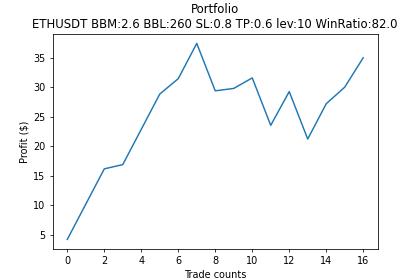 Portfolio
ETHUSDT BBM:2.6 BBL:260 SL:0.8 TP:0.6 lev:10 WinRatio:82.0
35
30
25
20
15
10
5
Profit ($)
0 2 4 6 8 10 12 14 16
Trade counts